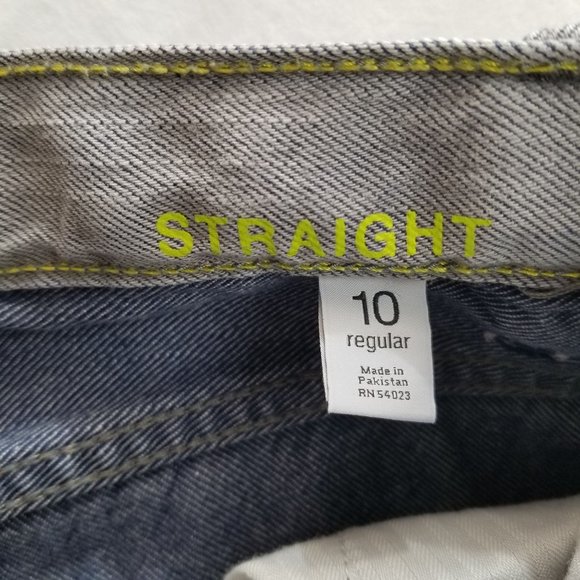 STRAIGHT
10
regular
Made in
Pakistan
RN 54023